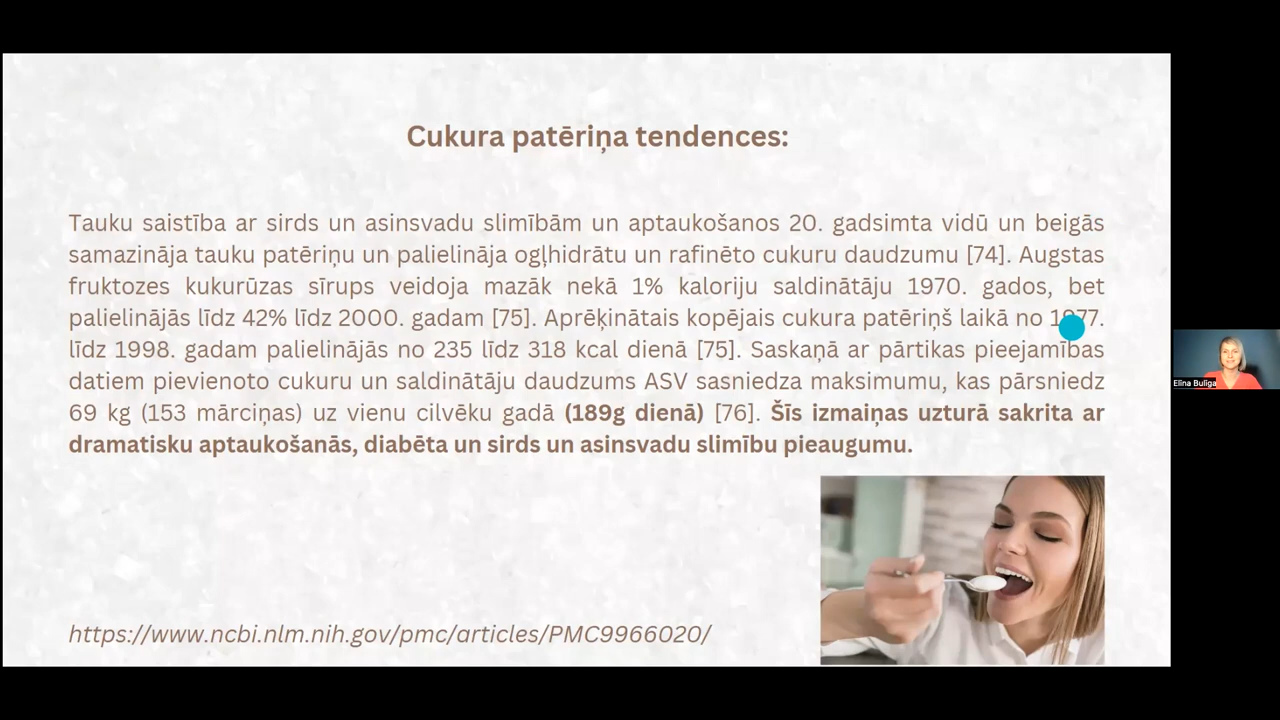 Cukura patēriņa tendences:
Tauku saistība ar sirds un asinsvadu slimībām un aptaukošanos 20. gadsimta vidū un beigās
samazināja tauku patēriņu un palielināja ogļhidrātu un rafinēto cukuru daudzumu [74]. Augstas
fruktozes kukurūzas sīrups veidoja mazāk nekā 1% kaloriju saldinātāju 1970. gados, bet
palielinājās līdz 42% līdz 2000. gadam [75]. Aprēķinātais kopējais cukura patēriņš laikā no 1977.
līdz 1998. gadam palielinājās no 235 līdz 318 kcal dienā [75]. Saskaņā ar pārtikas pieejamības
datiem pievienoto cukuru un saldinātāju daudzums ASV sasniedza maksimumu, kas pārsniedz
69 kg (153 mārciņas) uz vienu cilvēku gadā (189g dienā) [76]. Šīs izmaiņas uzturā sakrita ar
dramatisku aptaukošanās, diabēta un sirds un asinsvadu slimību pieaugumu.
https://www.ncbi.nlm.nih.gov/pmc/articles/PMC9966020/
Elīna Buliga